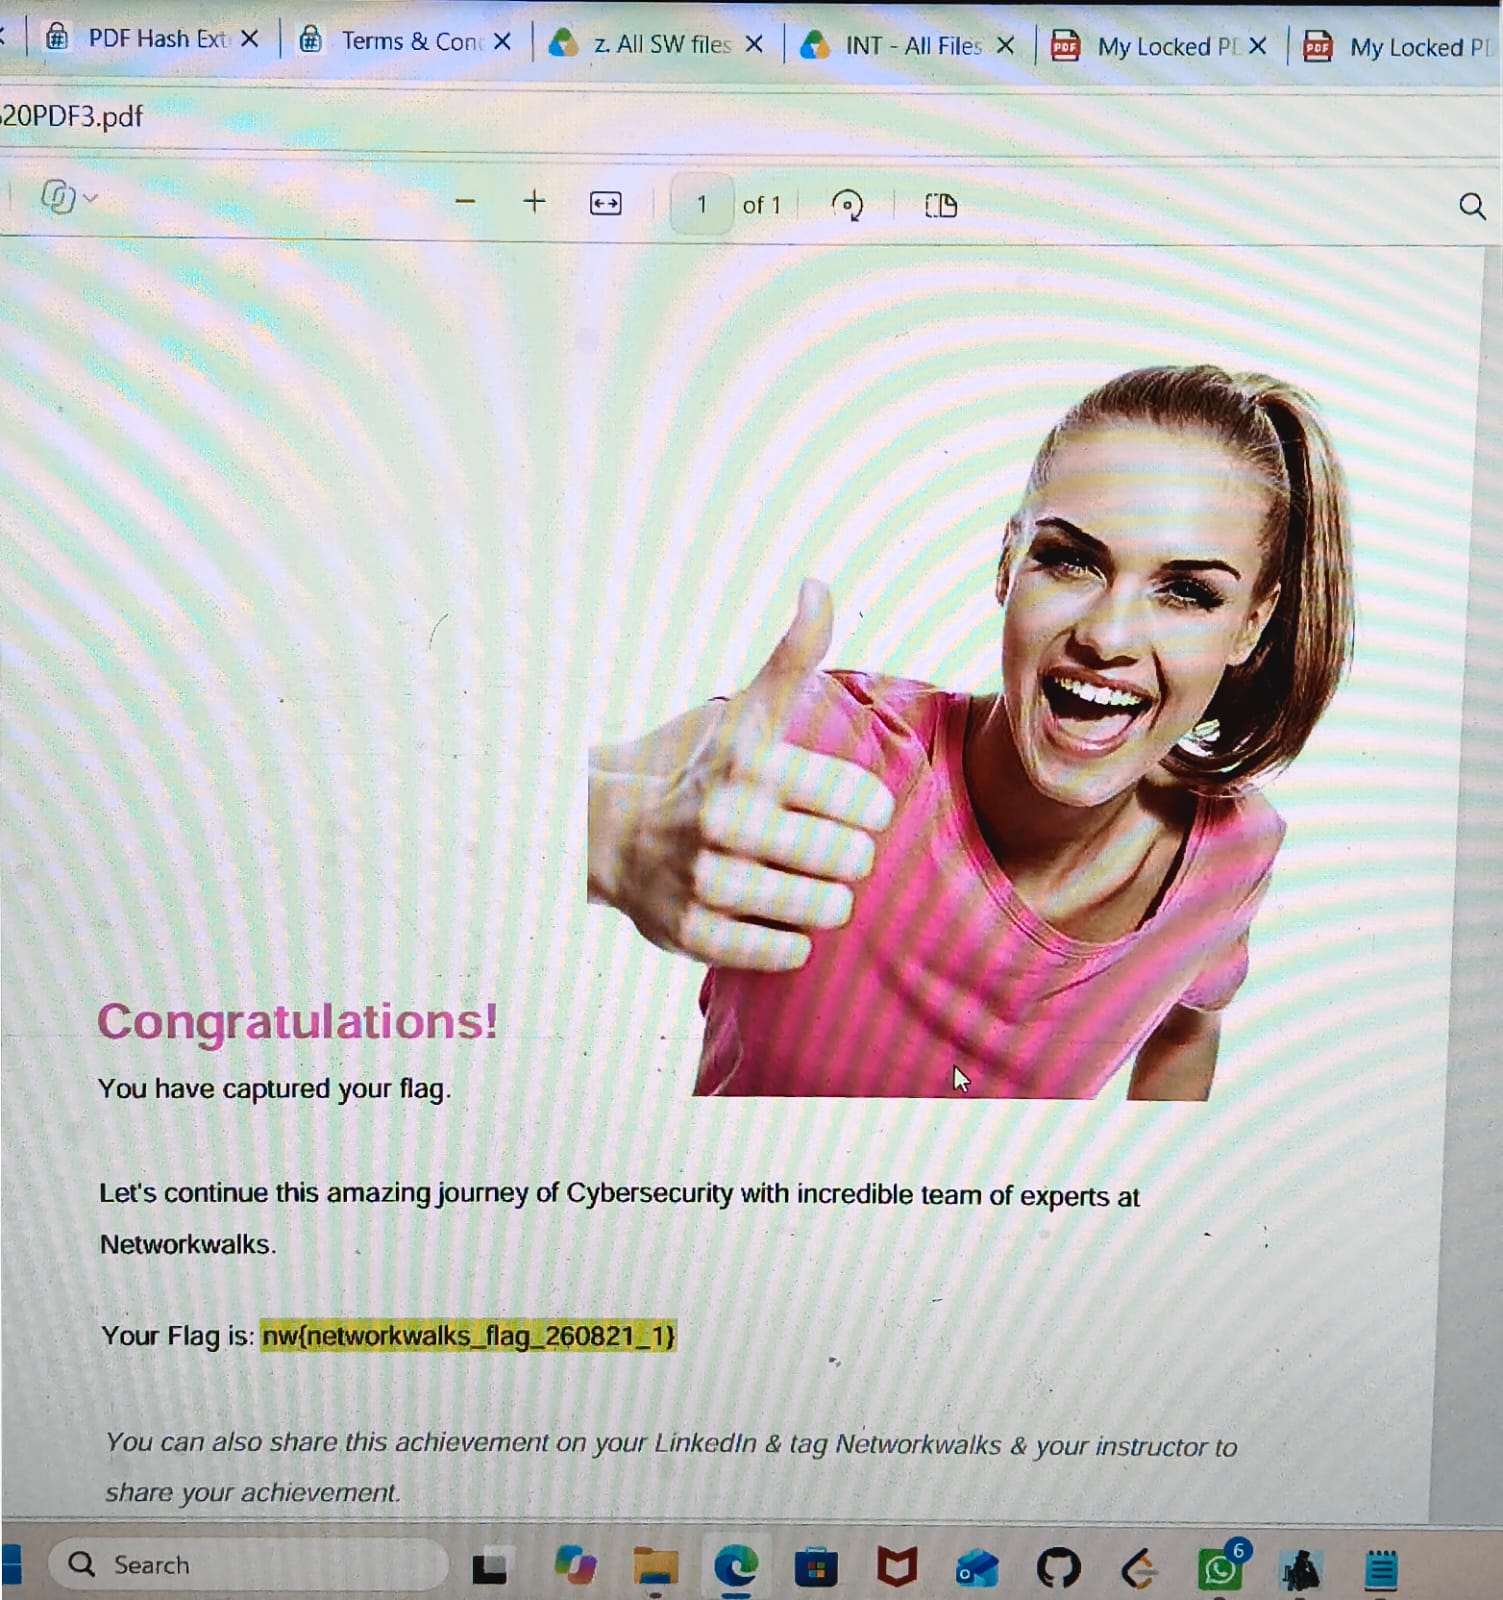 PDF Hash Ext
Terms & Con
z. All SW files
INT - All Files
My Locked PD
My Locked PD
20PDF3.pdf
1 of 1
Congratulations!
You have captured your flag.
Let's continue this amazing journey of Cybersecurity with incredible team of experts at
Networkwalks.
Your Flag is: nw{networkwalks_flag_260821_1}
You can also share this achievement on your LinkedIn & tag Networkwalks & your instructor to
share your achievement.
Search
6